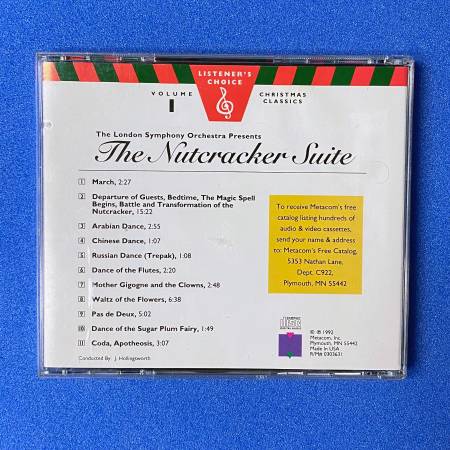 LISTENER'S
CHOICE
VOLUME
I
CHRISTMAS
CLASSICS
The London Symphony Orchestra Presents
The Nutcracker Suite
1 March, 2:27
2 Departure of Guests, Bedtime, The Magic Spell
Begins, Battle and Transformation of the
Nutcracker, 15:22
3 Arabian Dance, 2:55
4 Chinese Dance, 1:07
5 Russian Dance (Trepak), 1:08
6 Dance of the Flutes, 2:20
7 Mother Gigogne and the Clowns, 2:48
8 Waltz of the Flowers, 6:38
9 Pas de Deux, 5:02
10 Dance of the Sugar Plum Fairy, 1:49
11 Coda, Apotheosis, 3:07
Conducted By: J. Hollingsworth
To receive Metacom's free
catalog listing hundreds of
audio & video cassettes,
send your name & address
to: Metacom's Free Catalog,
5353 Nathan Lane,
Dept. C922,
Plymouth, MN 55442
COMPACT
disc
DIGITAL AUDIO
© ℗ 1992
Metacom, Inc.
Plymouth, MN 55442
Made in USA
R/M# 0303631